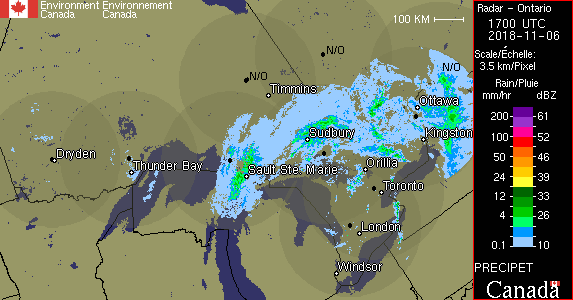 Environment Environnement
Canada Canada
100 KM
N/O
N/O
N/O
Timmins
Ottawa
Sudbury
Kingston
Dryden
Thunder Bay
Sault Ste. Marie
Orillia
Toronto
London
Windsor
Radar - Ontario
1700 UTC
2018-11-06
Scale/Échelle:
3.5 km/Pixel
Rain/Pluie
mm/hr dBZ
200 61
100 52
50 46
24 39
12 33
4 26
0.1 10
PRECIPET
Canada